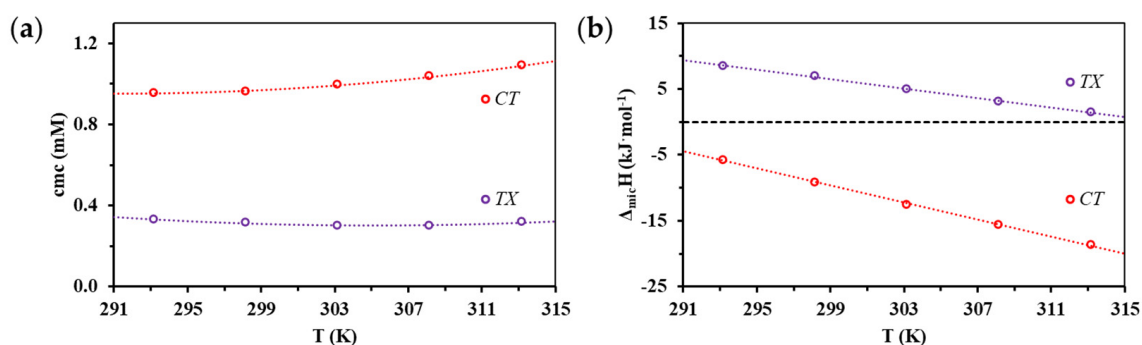 (a)
1.2
0.8
0.4
0.0
cmc (mM)
CT
TX
291 295 299 303 307 311 315
T (K)
(b)
15
5
-5
-15
-25
ΔmicH (kJ·mol-1)
TX
CT
291 295 299 303 307 311 315
T (K)